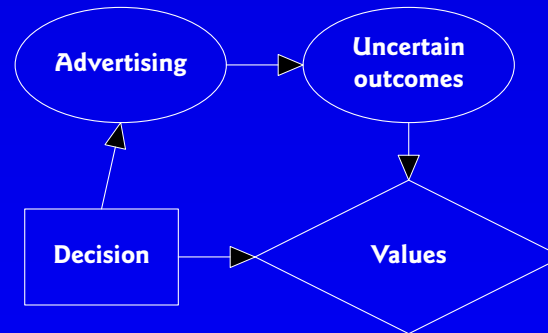 Advertising
Uncertain
outcomes
Decision
Values